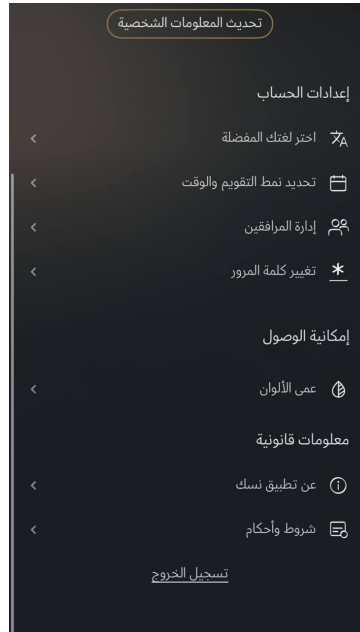 تحديث المعلومات الشخصية
إعدادات الحساب
اختر لغتك المفضلة
تحديد نمط التقويم والوقت
إدارة المرافقين
تغيير كلمة المرور
إمكانية الوصول
عمى الألوان
معلومات قانونية
عن تطبيق نسك
شروط وأحكام
تسجيل الخروج